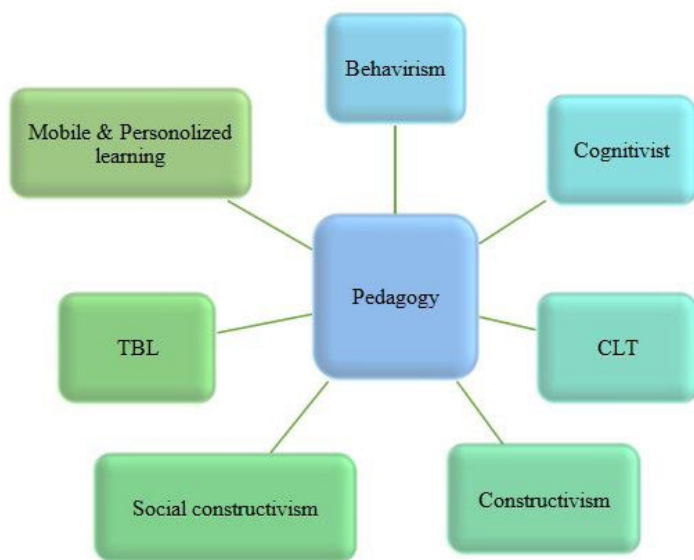 Behavirism
Mobile & Personolized
learning
Cognitivist
Pedagogy
TBL
CLT
Social constructivism
Constructivism